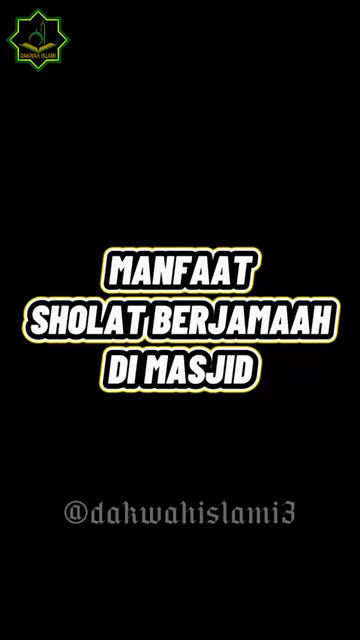 DAKWAH ISLAMI
MANFAAT
SHOLAT BERJAMAAH
DI MASJID
@dakwahislami3